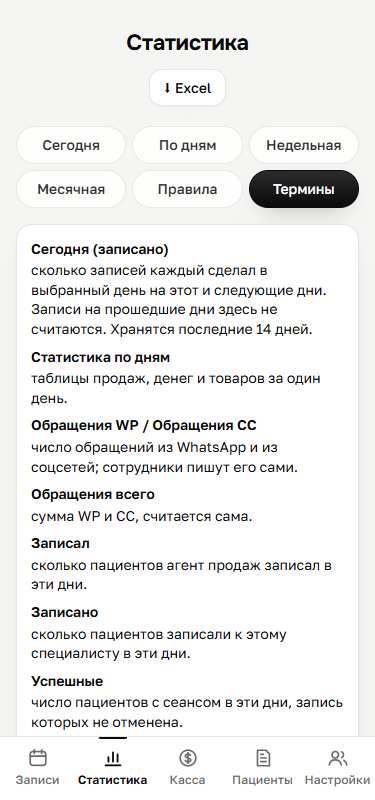 Статистика
⭳ Excel
Сегодня
По дням
Недельная
Месячная
Правила
Термины
Сегодня (записано)
сколько записей каждый сделал в
выбранный день на этот и следующие дни.
Записи на прошедшие дни здесь не
считаются. Хранятся последние 14 дней.
Статистика по дням
таблицы продаж, денег и товаров за один
день.
Обращения WP / Обращения СС
число обращений из WhatsApp и из
соцсетей; сотрудники пишут его сами.
Обращения всего
сумма WP и СС, считается сама.
Записал
сколько пациентов агент продаж записал в
эти дни.
Записано
сколько пациентов записали к этому
специалисту в эти дни.
Успешные
число пациентов с сеансом в эти дни, запись
которых не отменена.
Записи
Статистика
Касса
Пациенты
Настройки